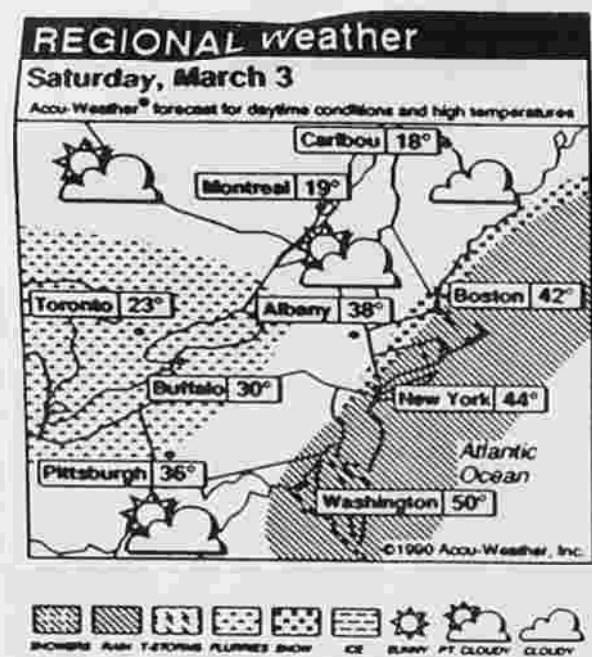 REGIONAL weather
Saturday, March 3
Accu-Weather® forecast for daytime conditions and high temperatures
Caribou 18°
Montreal 19°
Toronto 23°
Albany 38°
Boston 42°
Buffalo 30°
New York 44°
Atlantic
Ocean
Pittsburgh 36°
Washington 50°
©1990 Accu-Weather, Inc.
SHOWERS RAIN T-STORMS FLURRIES SNOW ICE SUNNY PT. CLOUDY CLOUDY